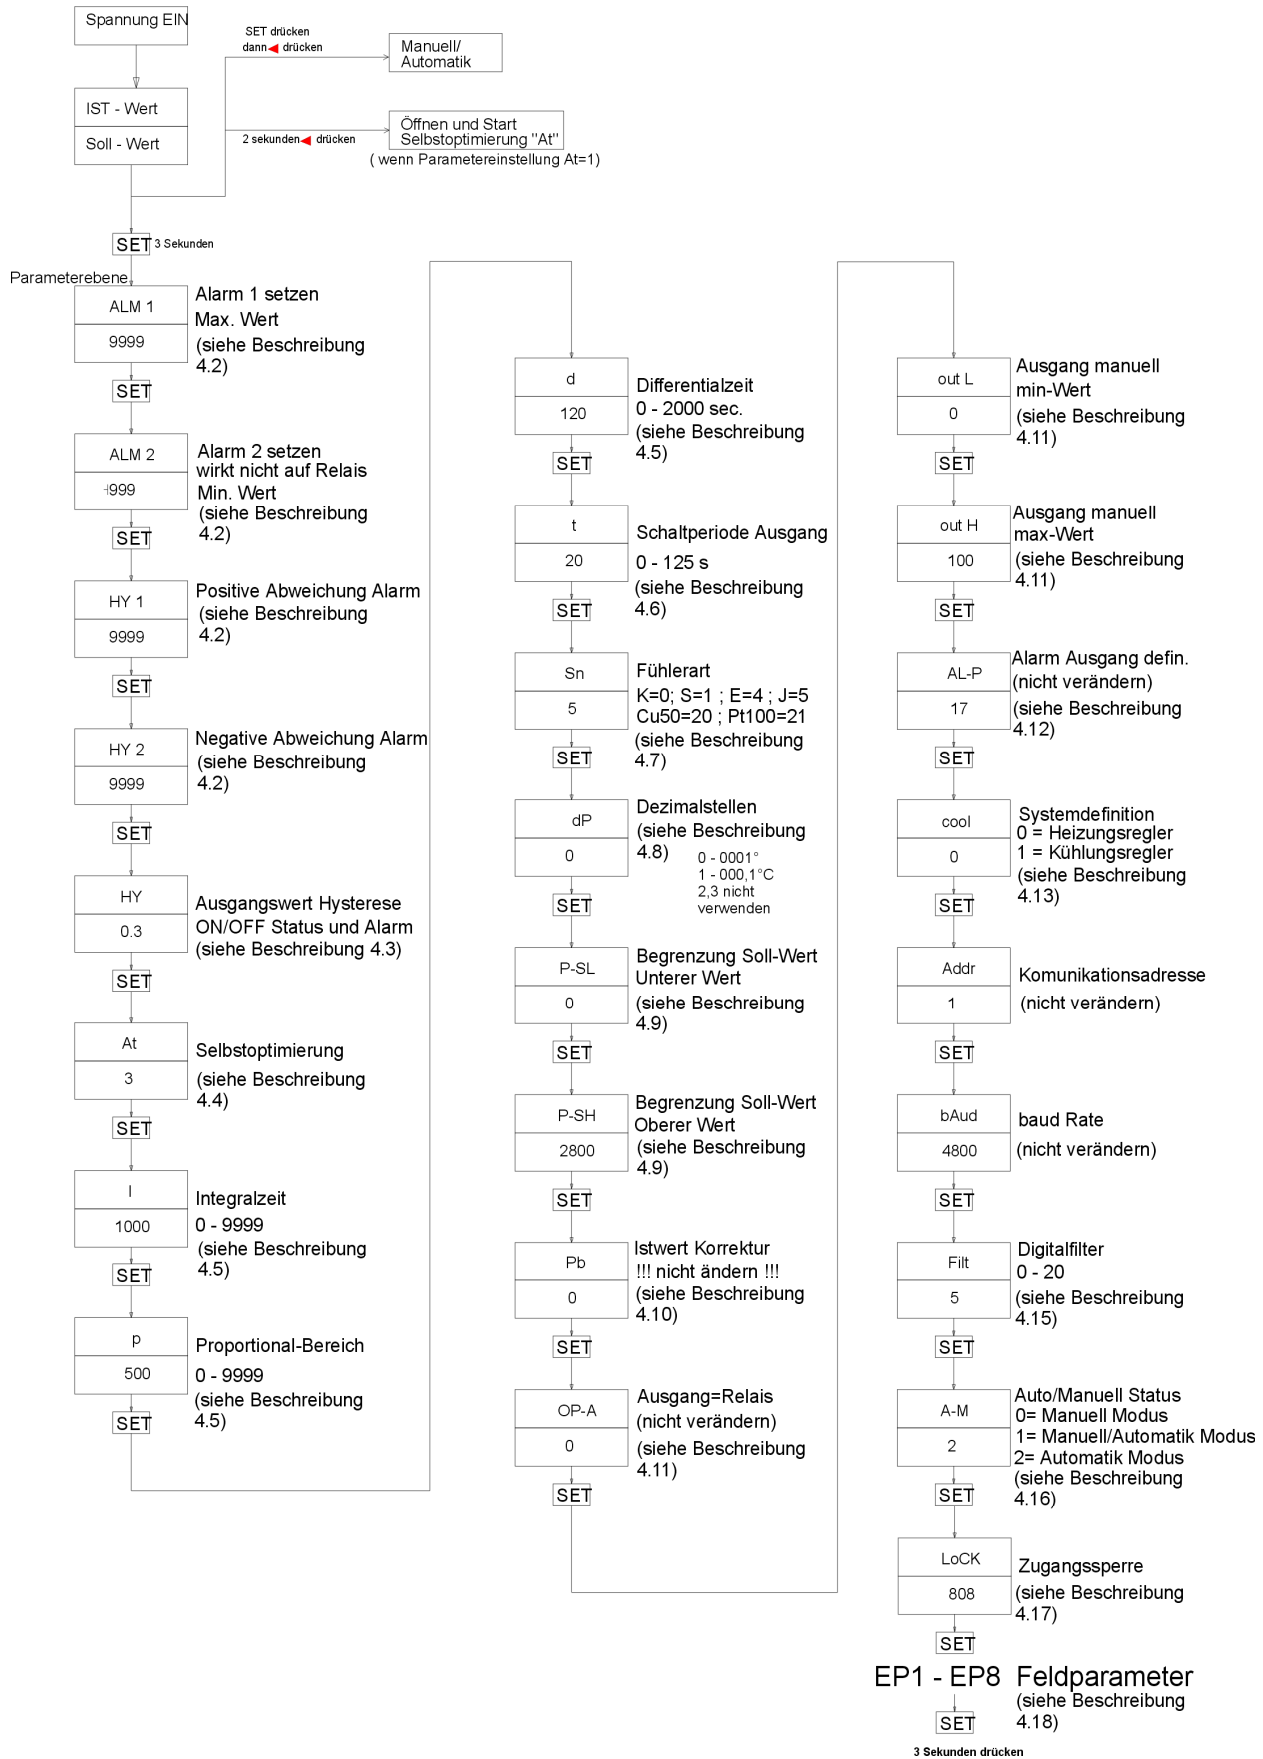 Spannung EIN
SET drücken
dann drücken
Manuell/
Automatik
IST - Wert
Soll - Wert
2 sekunden drücken
Öffnen und Start
Selbstoptimierung "At"
( wenn Parametereinstellung At=1)
SET 3 Sekunden
Parameterebene
ALM 1
9999
Alarm 1 setzen
Max. Wert
(siehe Beschreibung
4.2)
SET
ALM 2
-1999
Alarm 2 setzen
wirkt nicht auf Relais
Min. Wert
(siehe Beschreibung
4.2)
SET
HY 1
9999
Positive Abweichung Alarm
(siehe Beschreibung
4.2)
SET
HY 2
9999
Negative Abweichung Alarm
(siehe Beschreibung
4.2)
SET
HY
0.3
Ausgangswert Hysterese
ON/OFF Status und Alarm
(siehe Beschreibung 4.3)
SET
At
3
Selbstoptimierung
(siehe Beschreibung
4.4)
SET
I
1000
Integralzeit
0 - 9999
(siehe Beschreibung
4.5)
SET
p
500
Proportional-Bereich
0 - 9999
(siehe Beschreibung
4.5)
SET
d
120
Differentialzeit
0 - 2000 sec.
(siehe Beschreibung
4.5)
SET
t
20
Schaltperiode Ausgang
0 - 125 s
(siehe Beschreibung
4.6)
SET
Sn
5
Fühlerart
K=0; S=1 ; E=4 ; J=5
Cu50=20 ; Pt100=21
(siehe Beschreibung
4.7)
SET
dP
0
Dezimalstellen
(siehe Beschreibung
4.8)
0 - 0001°
1 - 000,1°C
2,3 nicht
verwenden
SET
P-SL
0
Begrenzung Soll-Wert
Unterer Wert
(siehe Beschreibung
4.9)
SET
P-SH
2800
Begrenzung Soll-Wert
Oberer Wert
(siehe Beschreibung
4.9)
SET
Pb
0
Istwert Korrektur
!!! nicht ändern !!!
(siehe Beschreibung
4.10)
SET
OP-A
0
Ausgang=Relais
(nicht verändern)
(siehe Beschreibung
4.11)
SET
out L
0
Ausgang manuell
min-Wert
(siehe Beschreibung
4.11)
SET
out H
100
Ausgang manuell
max-Wert
(siehe Beschreibung
4.11)
SET
AL-P
17
Alarm Ausgang defin.
(nicht verändern)
(siehe Beschreibung
4.12)
SET
cool
0
Systemdefinition
0 = Heizungsregler
1 = Kühlungsregler
(siehe Beschreibung
4.13)
SET
Addr
1
Komunikationsadresse
(nicht verändern)
SET
bAud
4800
baud Rate
(nicht verändern)
SET
Filt
5
Digitalfilter
0 - 20
(siehe Beschreibung
4.15)
SET
A-M
2
Auto/Manuell Status
0= Manuell Modus
1= Manuell/Automatik Modus
2= Automatik Modus
(siehe Beschreibung
4.16)
SET
LoCK
808
Zugangssperre
(siehe Beschreibung
4.17)
SET
EP1 - EP8 Feldparameter
(siehe Beschreibung
4.18)
SET
3 Sekunden drücken